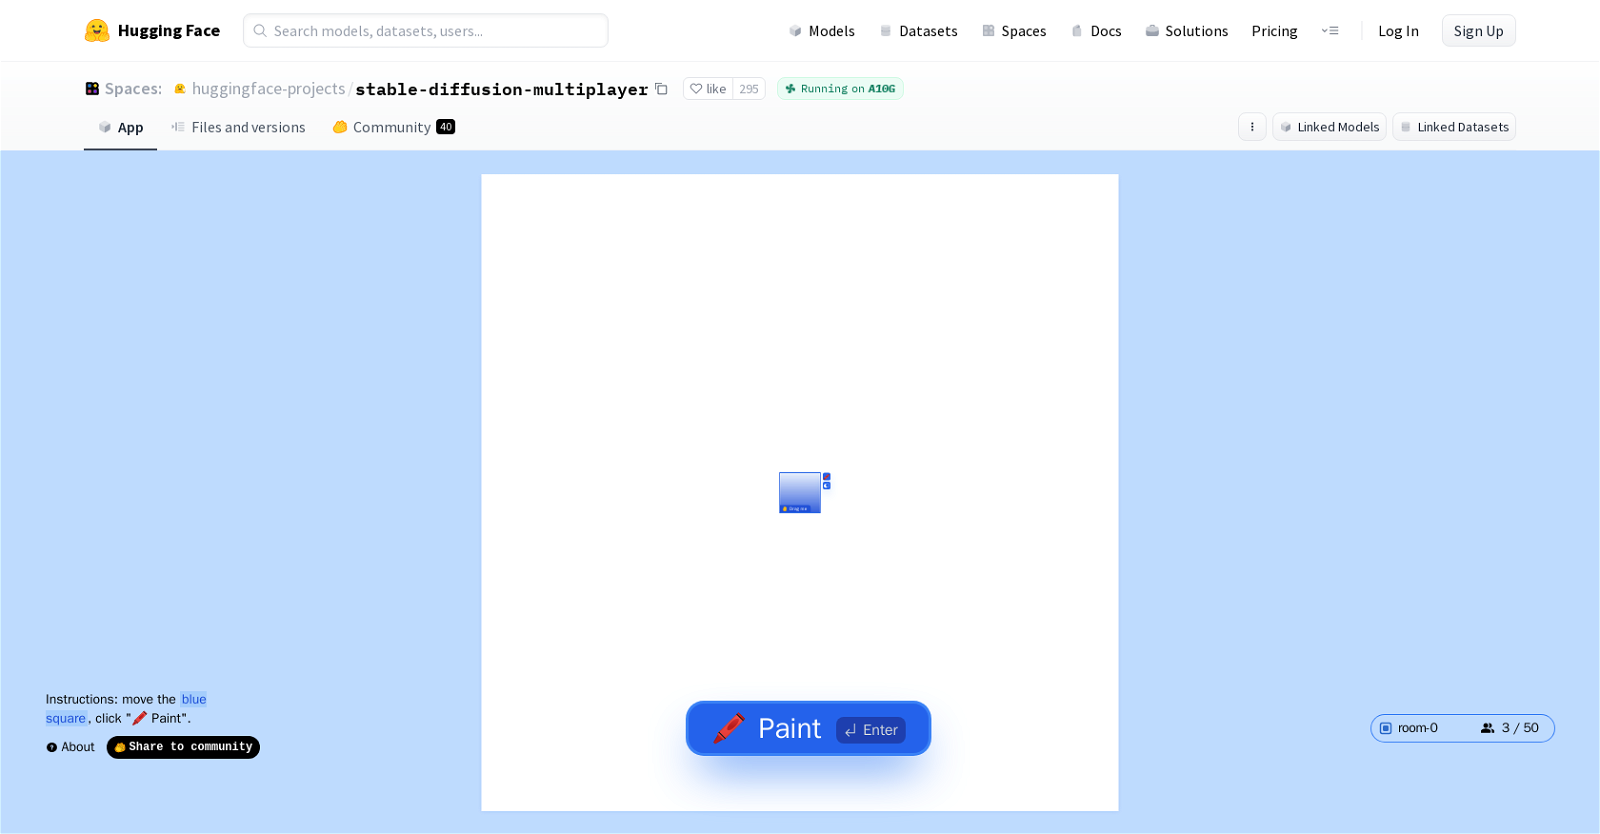 Hugging Face
Search models, datasets, users...
Models
Datasets
Spaces
Docs
Solutions
Pricing
Log In
Sign Up
Spaces:
huggingface-projects/stable-diffusion-multiplayer
like 295
Running on A10G
App
Files and versions
Community 40
Linked Models
Linked Datasets
Drag me
Instructions: move the blue
square, click "🖍️ Paint".
About
Share to community
Paint
Enter
room-0
3 / 50